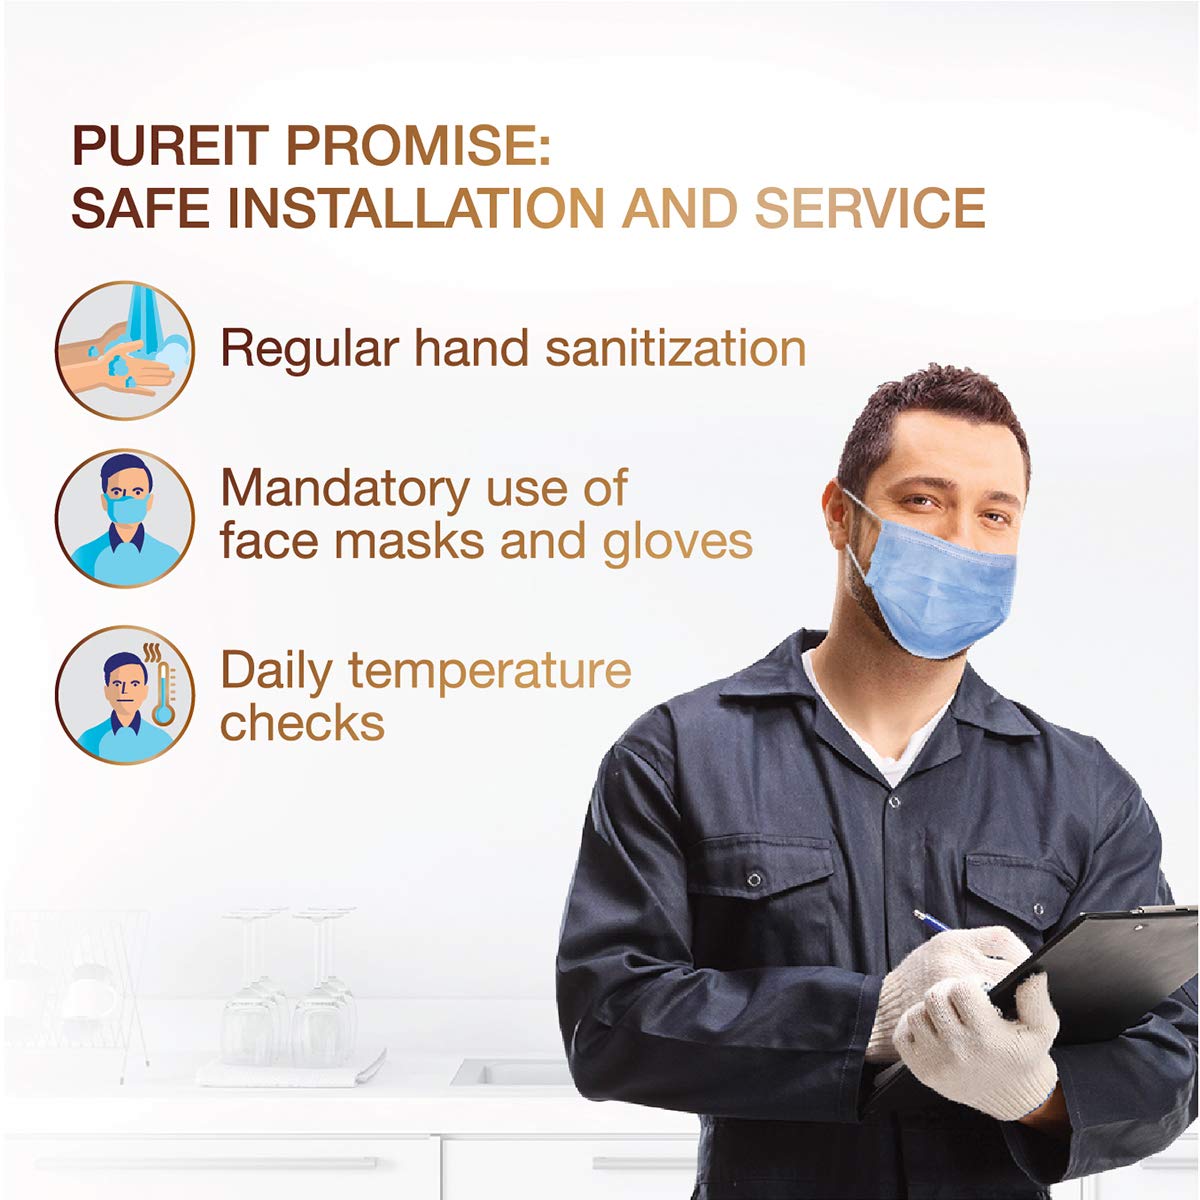 PUREIT PROMISE:
SAFE INSTALLATION AND SERVICE
Regular hand sanitization
Mandatory use of
face masks and gloves
Daily temperature
checks